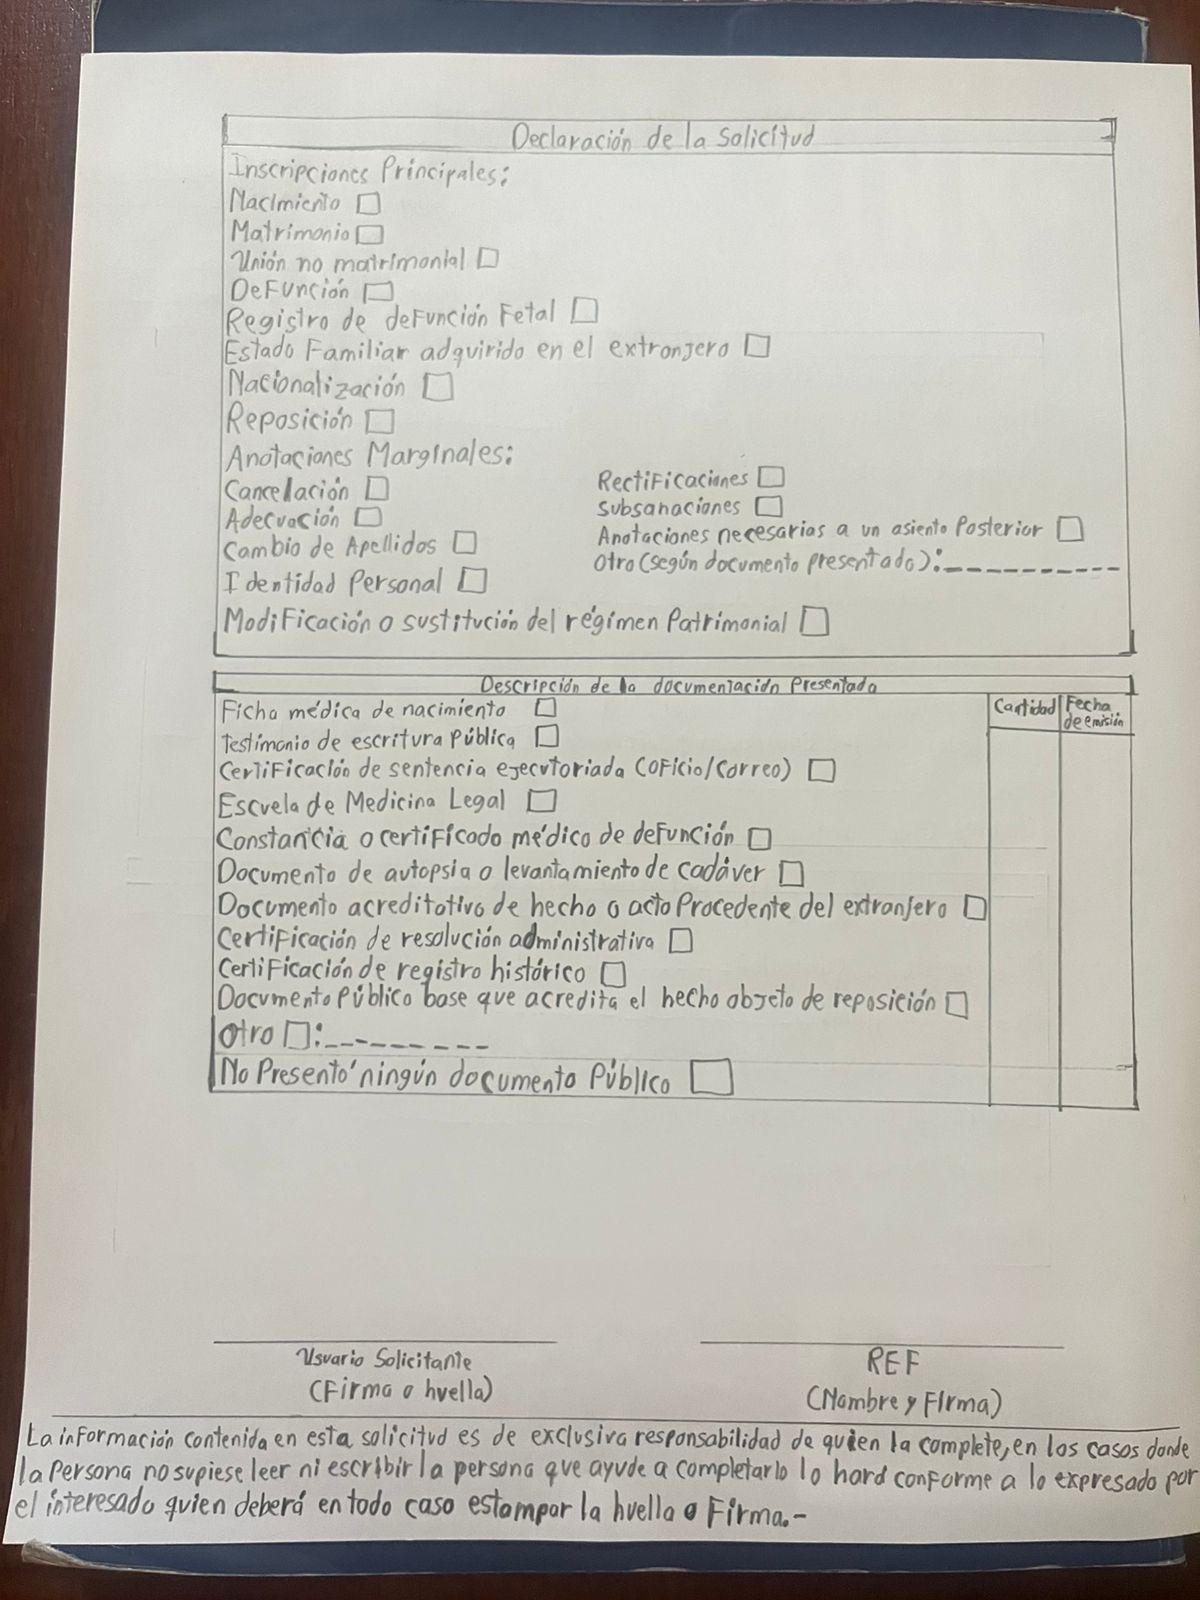 Declaración de la Solicitud
Inscripciones Principales:
Nacimiento
Matrimonio
Unión no matrimonial
Defunción
Registro de defunción Fetal
Estado Familiar adquirido en el extranjero
Nacionalización
Reposición
Anotaciones Marginales:
Cancelación
Adecuación
Cambio de Apellidos
Identidad Personal
Modificación o sustitución del régimen Patrimonial
Rectificaciones
Subsanaciones
Anotaciones necesarias a un asiento Posterior
Otro (según documento presentado): __________
Descripción de la documentación Presentada
Cantidad
Fecha
de emisión
Ficha médica de nacimiento
Testimonio de escritura Pública
Certificación de sentencia ejecutoriada (Oficio/Correo)
Escuela de Medicina Legal
Constancia o certificado médico de defunción
Documento de autopsia o levantamiento de cadáver
Documento acreditativo de hecho o acto Procedente del extranjero
Certificación de resolución administrativa
Certificación de registro histórico
Documento Público base que acredita el hecho objeto de reposición
Otro : _________
No Presentó ningún documento Público
Usuario Solicitante
(Firma o huella)
REF
(Nombre y Firma)
La información contenida en esta solicitud es de exclusiva responsabilidad de quien la complete, en los casos donde
la Persona no supiese leer ni escribir la persona que ayude a completarlo lo hará conforme a lo expresado por
el interesado quien deberá en todo caso estampar la huella o Firma.-